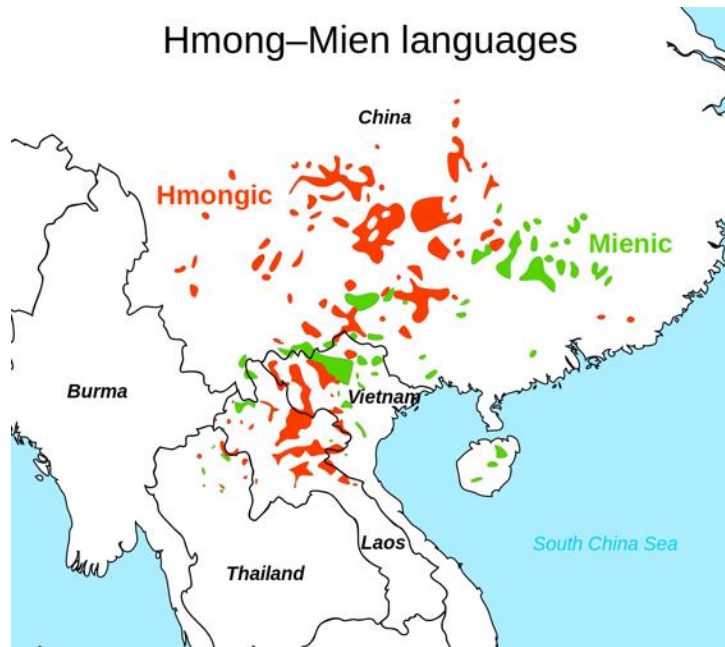 Hmong–Mien languages
China
Hmongic
Mienic
Burma
Vietnam
South China Sea
Laos
Thailand